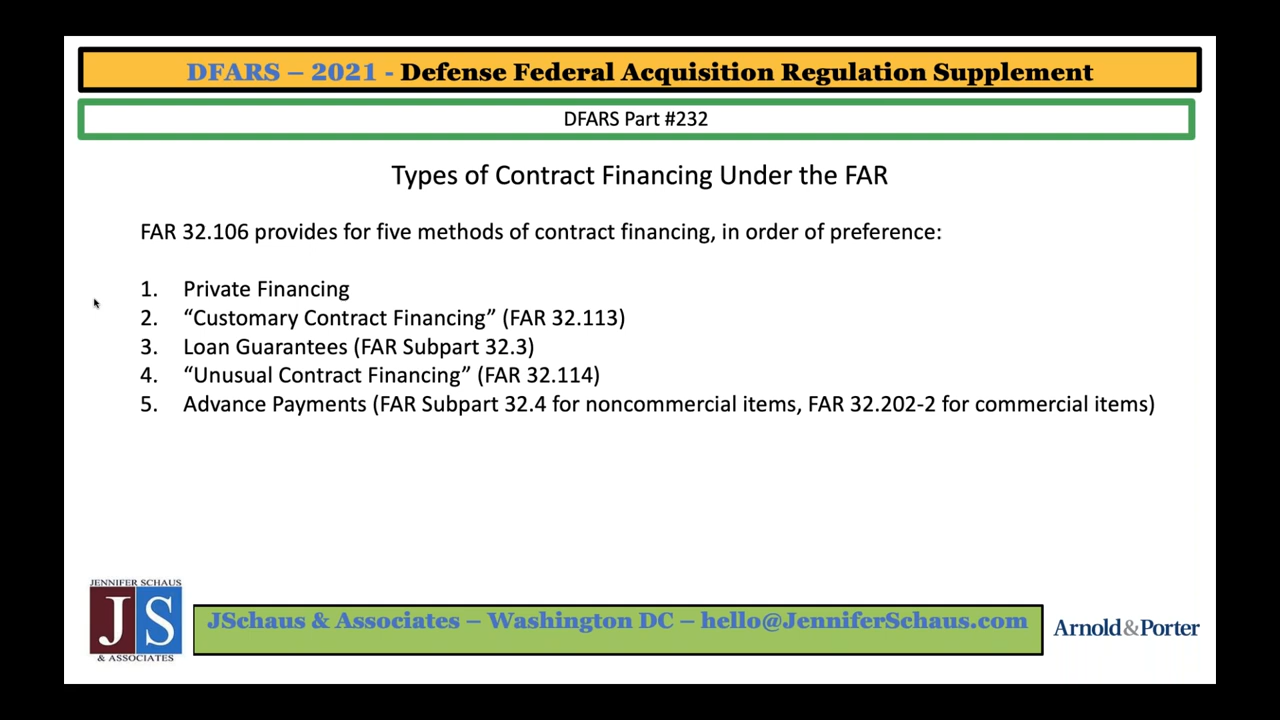 DFARS – 2021 - Defense Federal Acquisition Regulation Supplement
DFARS Part #232
Types of Contract Financing Under the FAR
FAR 32.106 provides for five methods of contract financing, in order of preference:
1. Private Financing
2. “Customary Contract Financing” (FAR 32.113)
3. Loan Guarantees (FAR Subpart 32.3)
4. “Unusual Contract Financing” (FAR 32.114)
5. Advance Payments (FAR Subpart 32.4 for noncommercial items, FAR 32.202-2 for commercial items)
JENNIFER SCHAUS
JS
& ASSOCIATES
JSchaus & Associates – Washington DC – hello@JenniferSchaus.com
Arnold&Porter